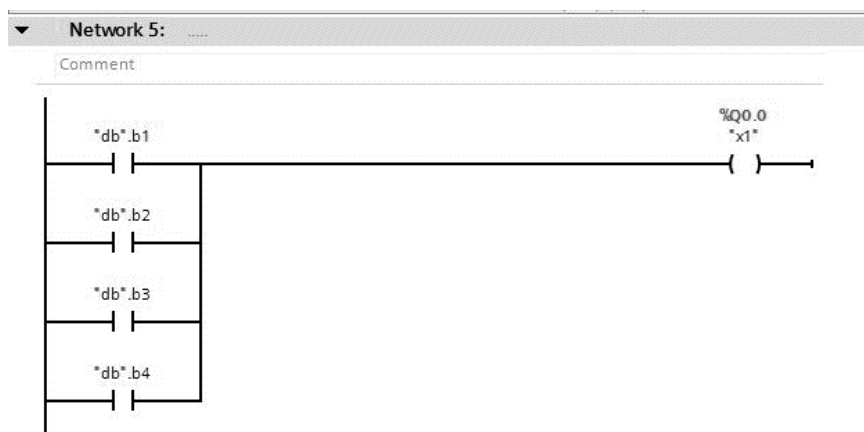 Network 5: .....
Comment
%Q0.0
"db".b1
"x1"
"db".b2
"db".b3
"db".b4